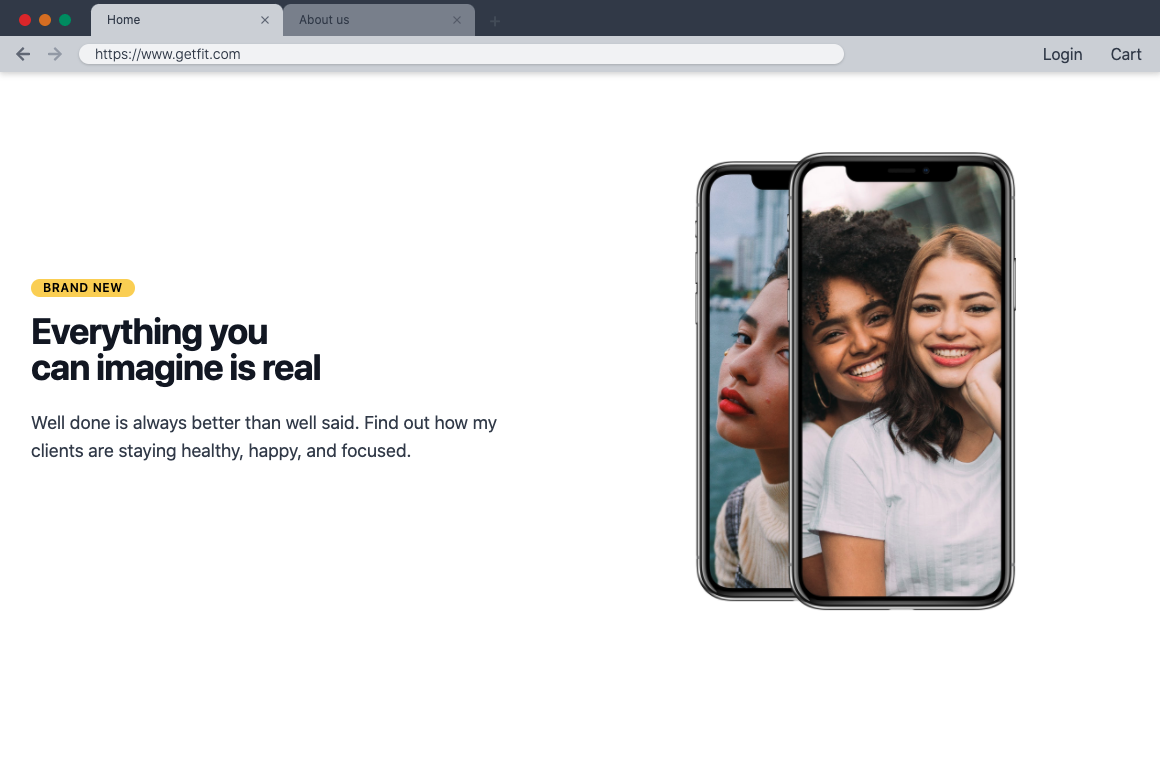 Home
About us
https://www.getfit.com
Login
Cart
BRAND NEW
Everything you
can imagine is real
Well done is always better than well said. Find out how my
clients are staying healthy, happy, and focused.